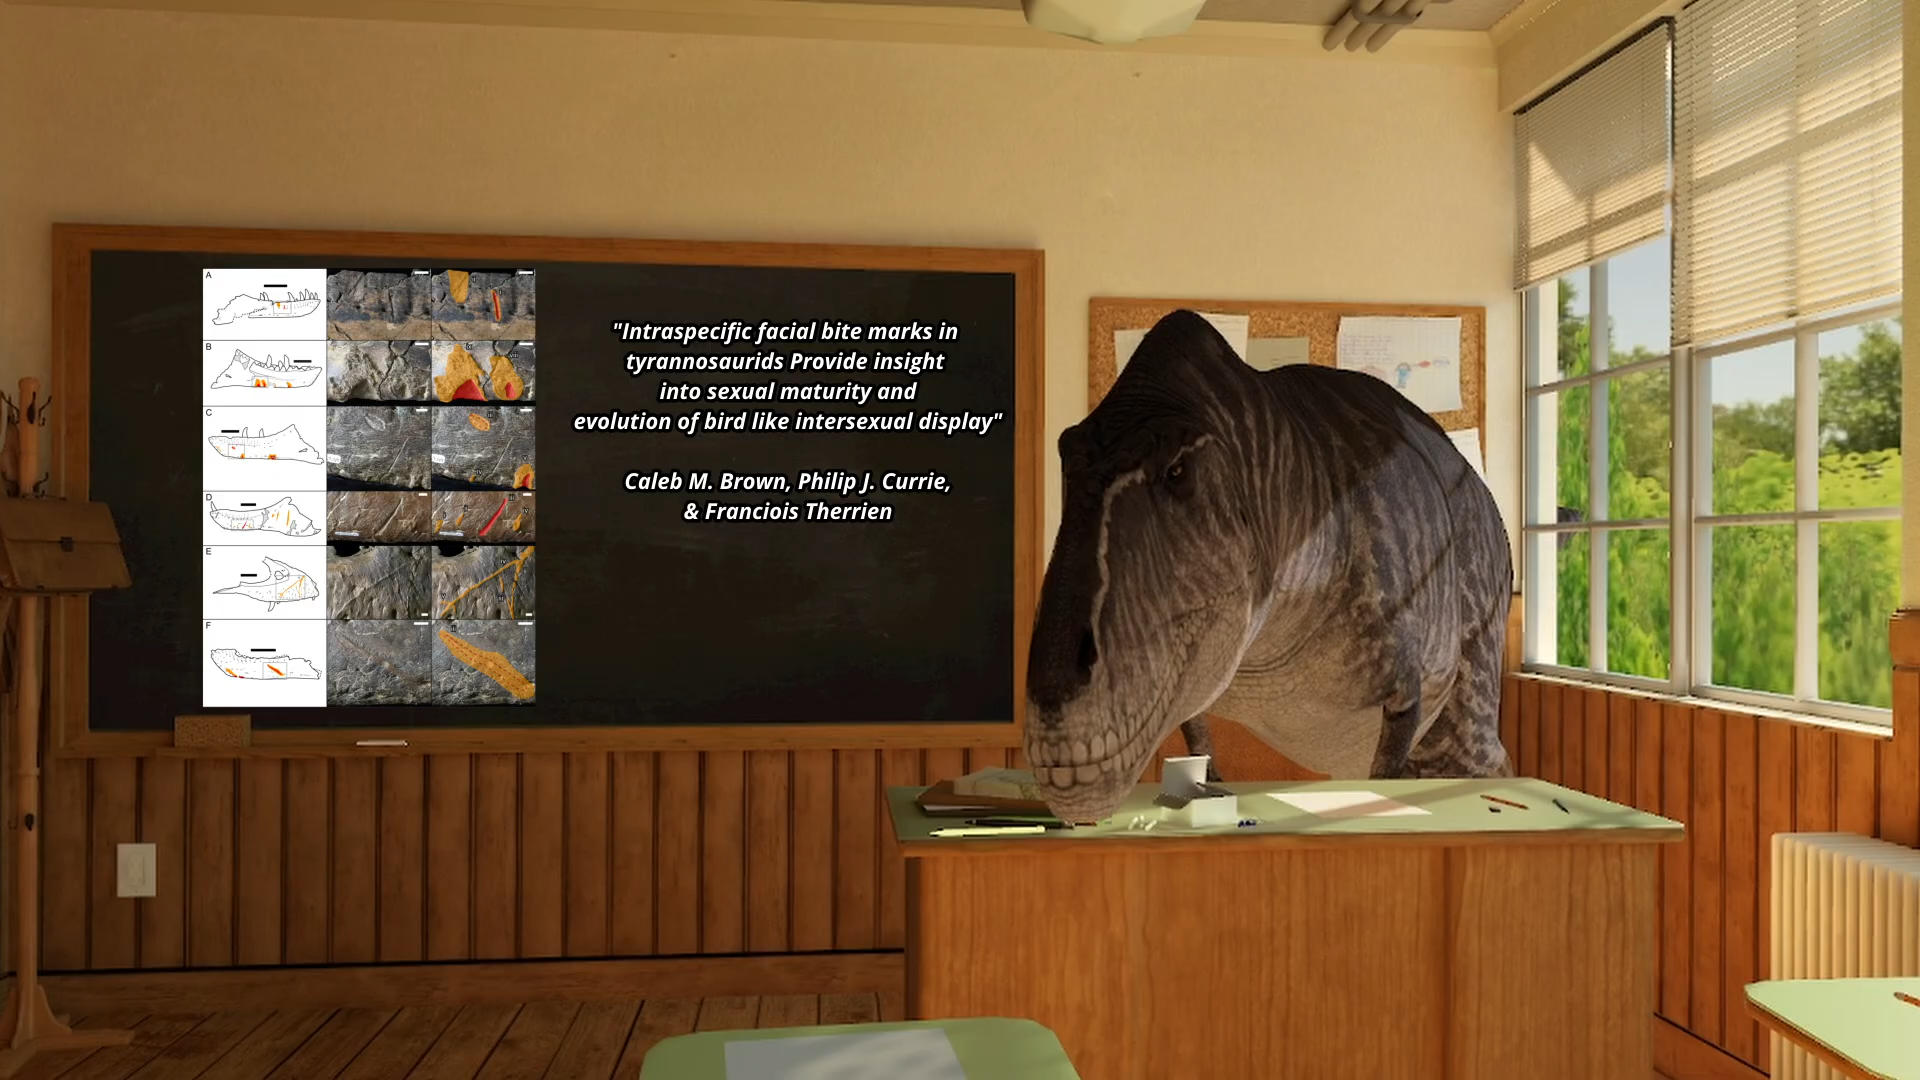 A
B
C
D
E
F
"Intraspecific facial bite marks in
tyrannosaurids Provide insight
into sexual maturity and
evolution of bird like intersexual display"
Caleb M. Brown, Philip J. Currie,
& Franciois Therrien